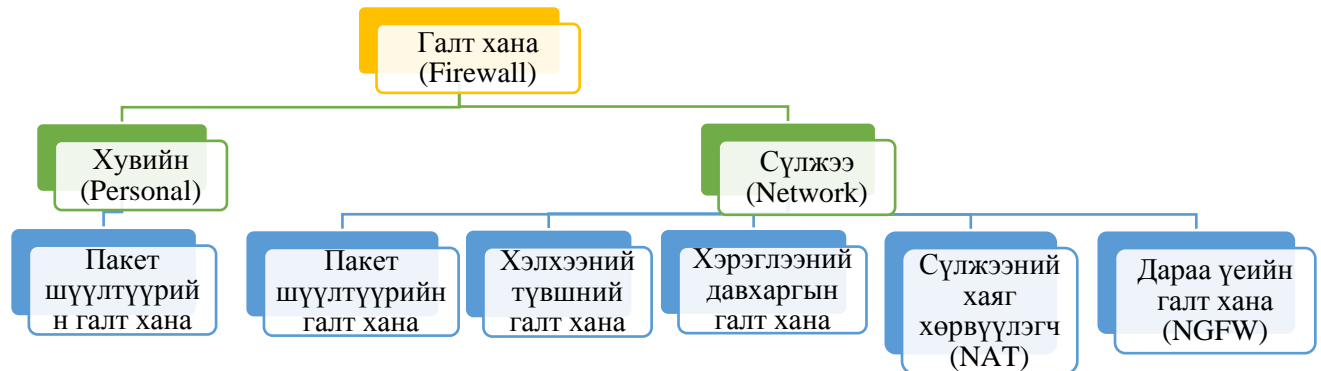 Галт хана
(Firewall)
Хувийн
(Personal)
Сүлжээ
(Network)
Пакет
шүүлтүүрий
н галт хана
Пакет
шүүлтүүрийн
галт хана
Хэлхээний
түвшний
галт хана
Хэрэглээний
давхаргын
галт хана
Сүлжээний
хаяг
хөрвүүлэгч
(NAT)
Дараа үеийн
галт хана
(NGFW)